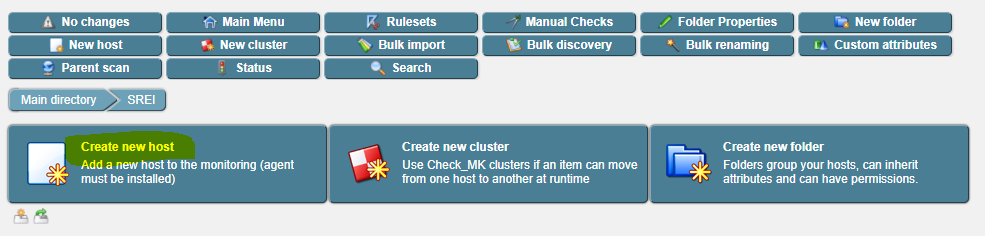 No changes
Main Menu
Rulesets
Manual Checks
Folder Properties
New folder
New host
New cluster
Bulk import
Bulk discovery
Bulk renaming
Custom attributes
Parent scan
Status
Search
Main directory
SREI
Create new host
Add a new host to the monitoring (agent
must be installed)
Create new cluster
Use Check_MK clusters if an item can move
from one host to another at runtime
Create new folder
Folders group your hosts, can inherit
attributes and can have permissions.